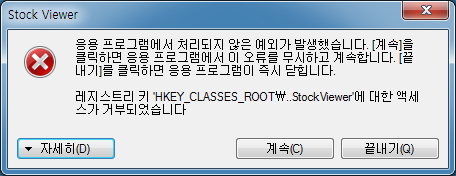 Stock Viewer
응용 프로그램에서 처리되지 않은 예외가 발생했습니다. [계속]을
클릭하면 응용 프로그램에서 이 오류를 무시하고 계속합니다. [끝
내기]를 클릭하면 응용 프로그램이 즉시 닫힙니다.
레지스트리 키 'HKEY_CLASSES_ROOT₩..StockViewer'에 대한 액세
스가 거부되었습니다
자세히(D)
계속(C)
끝내기(Q)